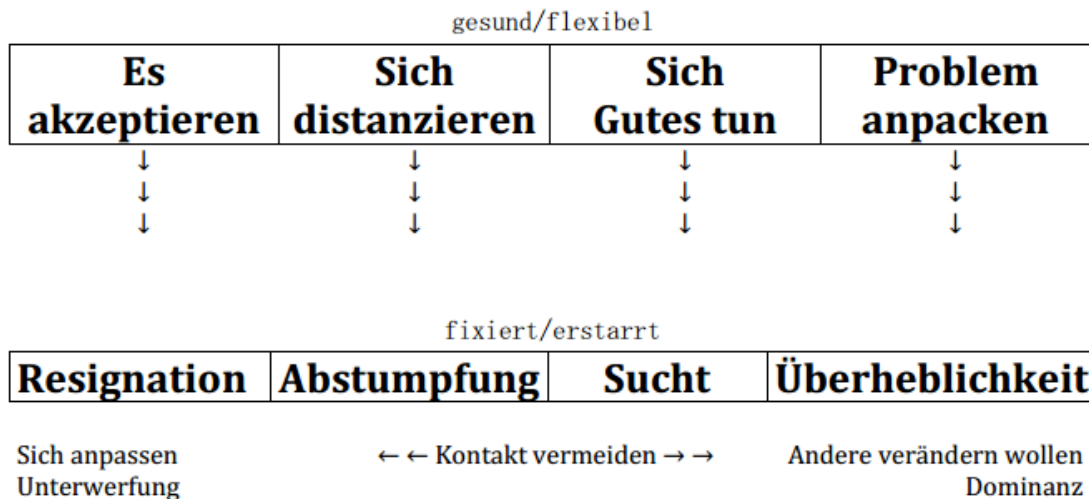 gesund/flexibel
Es Sich Sich Problem
akzeptieren distanzieren Gutes tun anpacken
↓ ↓ ↓ ↓
↓ ↓ ↓ ↓
↓ ↓ ↓ ↓
fixiert/erstarrt
Resignation Abstumpfung Sucht Überheblichkeit
Sich anpassen ← ← Kontakt vermeiden → → Andere verändern wollen
Unterwerfung Dominanz